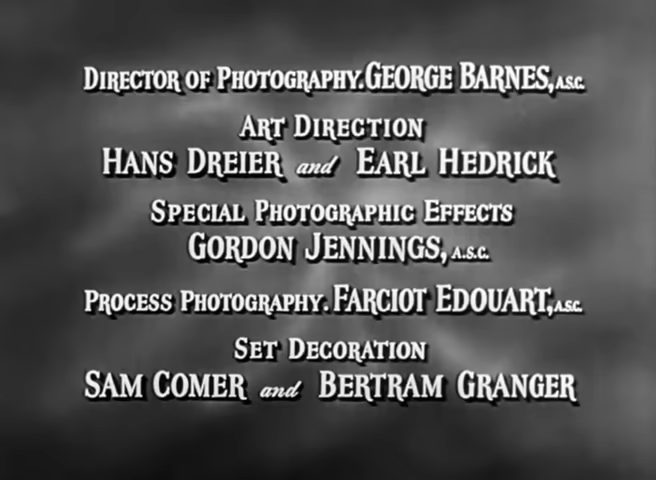 DIRECTOR OF PHOTOGRAPHY. GEORGE BARNES, A.S.C.
ART DIRECTION
HANS DREIER and EARL HEDRICK
SPECIAL PHOTOGRAPHIC EFFECTS
GORDON JENNINGS, A.S.C.
PROCESS PHOTOGRAPHY. FARCIOT EDOUART, A.S.C.
SET DECORATION
SAM COMER and BERTRAM GRANGER